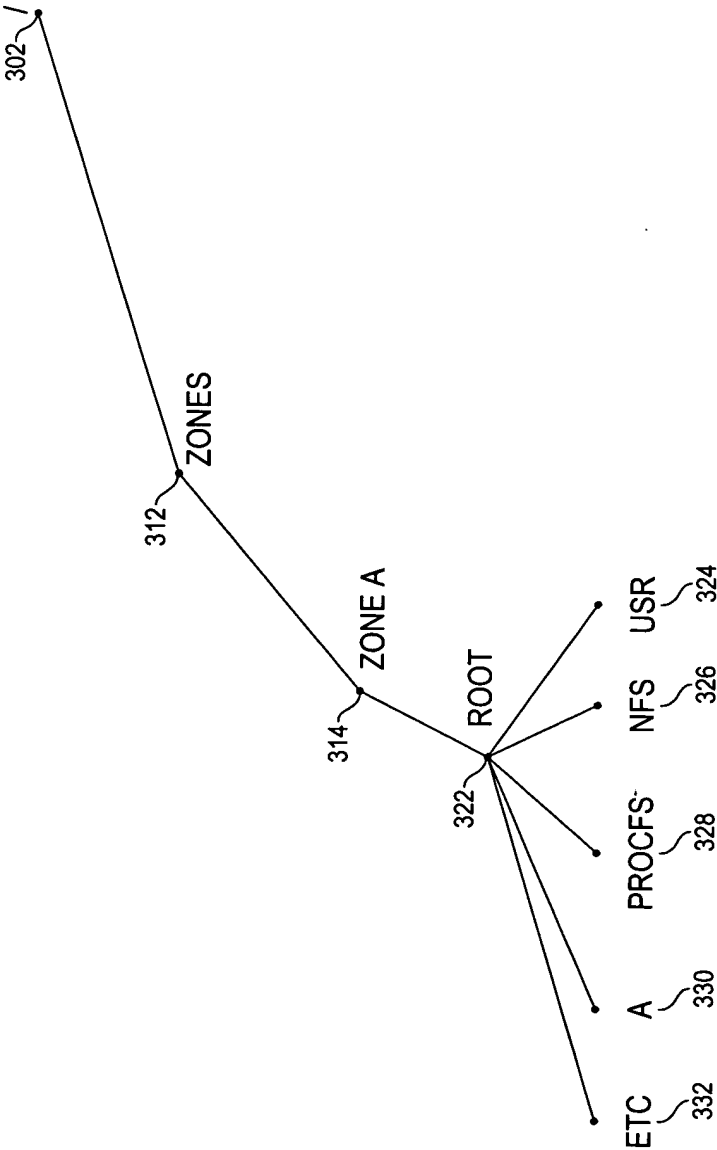 /
302
312
ZONES
314
ZONE A
322
ROOT
ETC
A
PROCFS
NFS
USR
332
330
328
326
324